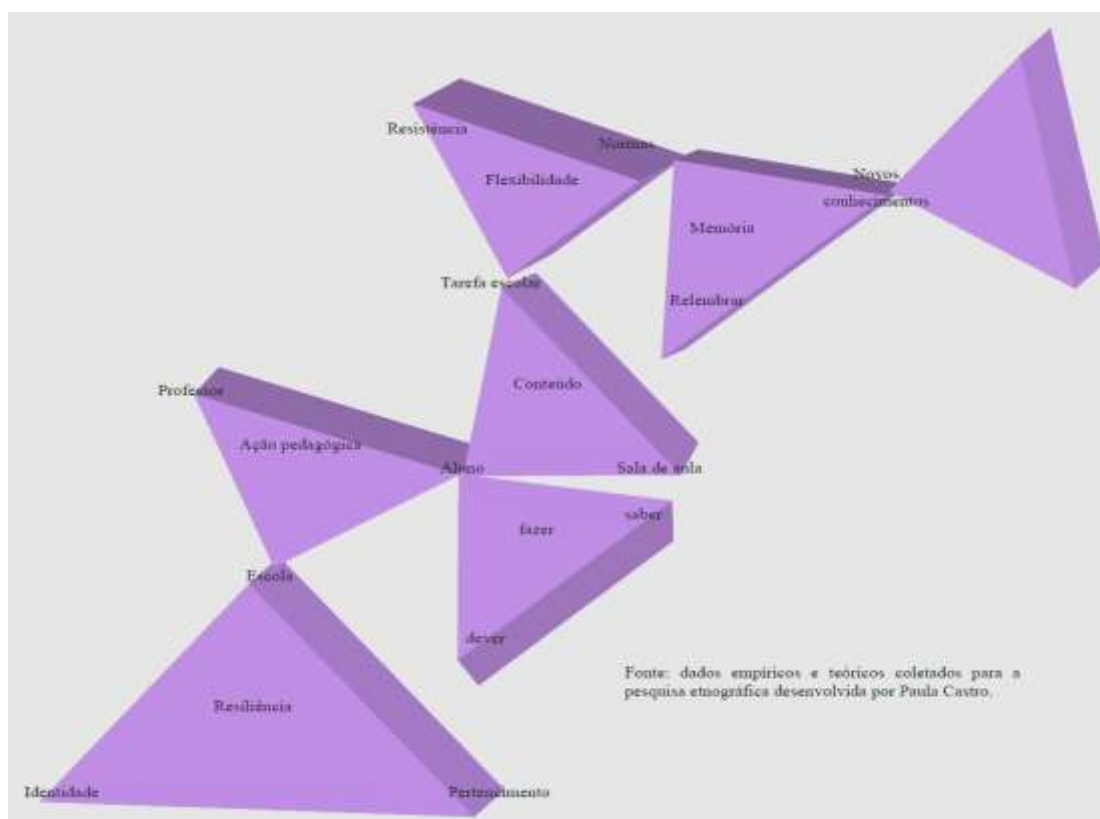 Resistência
Normas
Flexibilidade
Novos
conhecimentos
Memória
Tarefa escolar
Relembrar
Professor
Conteúdo
Ação pedagógica
Aluno
Sala de aula
saber
fazer
Escola
dever
Fonte: dados empíricos e teóricos coletados para a
pesquisa etnográfica desenvolvida por Paula Castro.
Resiliência
Identidade
Pertencimento